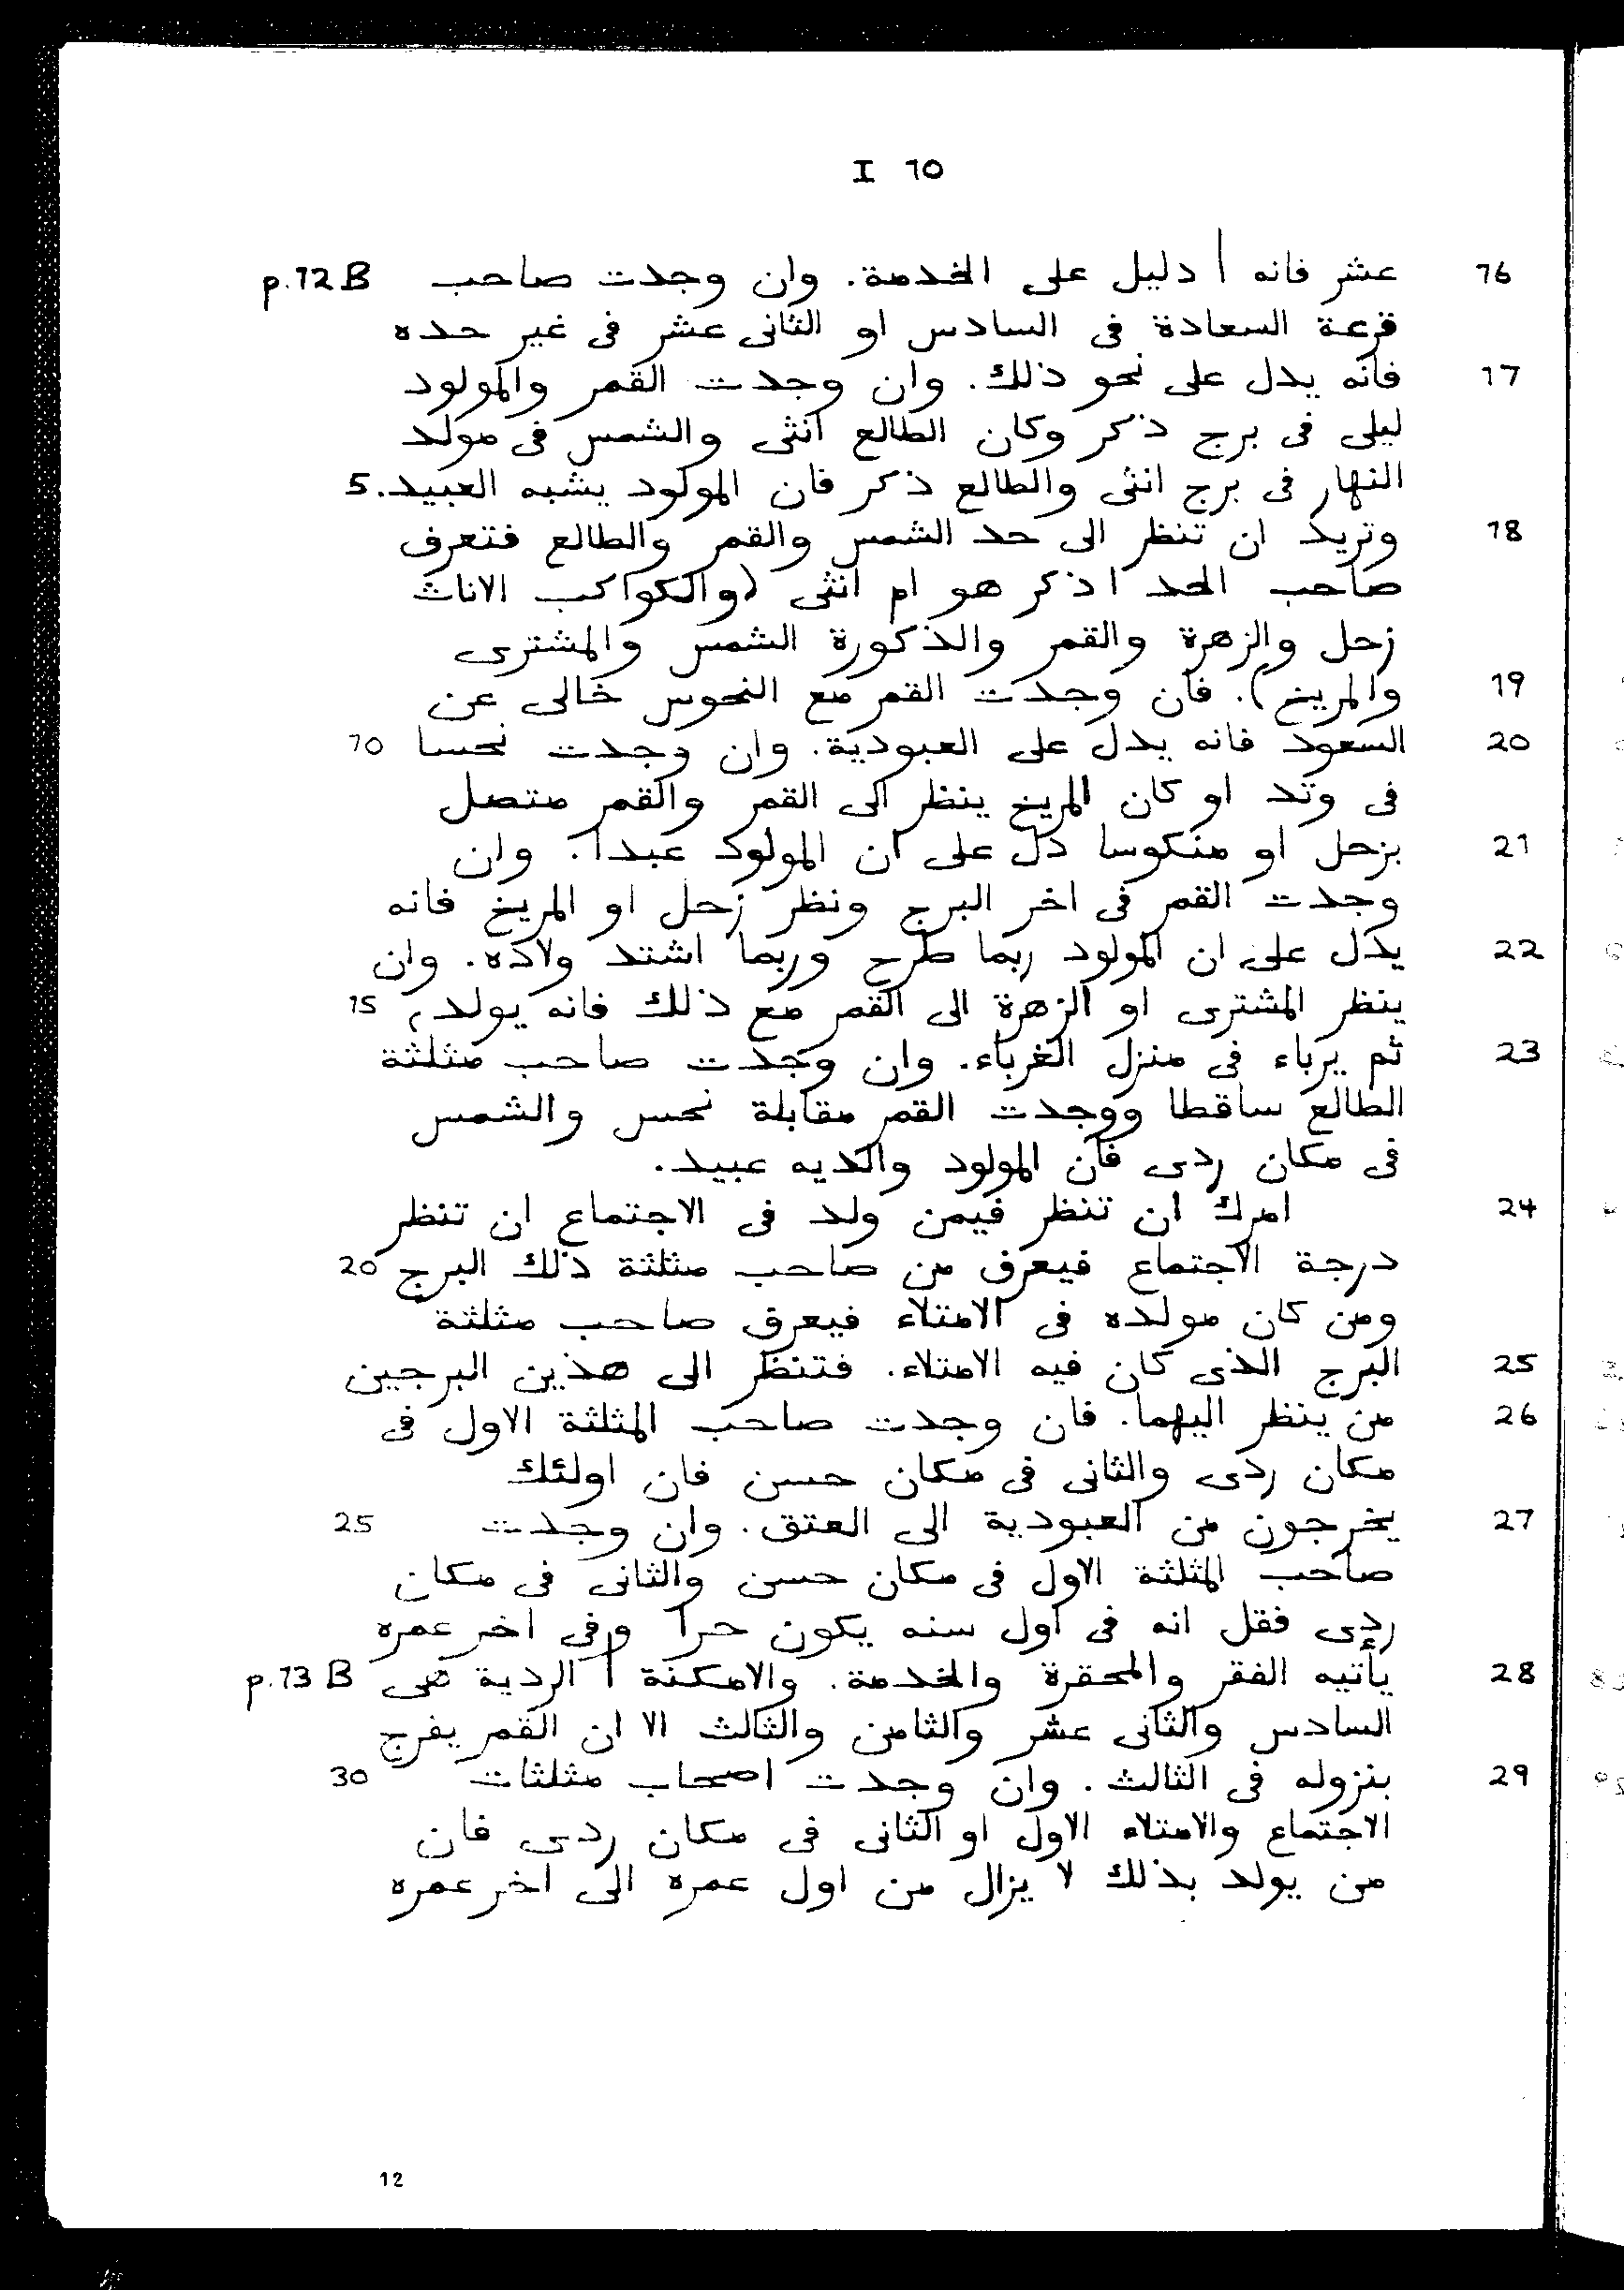 I 10
16 عشر فانه | دليل على الخدمة. وان وجدت صاحب p.12 B
قرعة السعادة فى السادس او الثانى عشر فى غير حده
17 فانه يدل على نحو ذلك. وان وجدت القمر والمولود
ليلى فى برج ذكر وكان الطالع انثى والشمس فى مولد
النهار فى برج انثى والطالع ذكر فان المولود يشبه العبيد. 5
18 وتريد ان تنظر الى حد الشمس والقمر والطالع فتعرف
صاحب الحد اذكر هو ام انثى (والكواكب الاناث
زحل والزهرة والقمر والذكورة الشمس والمشترى
19 والمريخ). فان وجدت القمر مع النحوس خالى عن
20 السعود فانه يدل على العبودية. وان وجدت نحسا 10
فى وتد او كان المريخ ينظر الى القمر والقمر متصل
21 بزحل او منكوسا دل على ان المولود عبدا. وان
وجدت القمر فى اخر البرج ونظر زحل او المريخ فانه
22 يدل على ان المولود ربما طرح وربما اشتد ولاده. وان
ينظر المشترى او الزهرة الى القمر مع ذلك فانه يولد، 15
23 ثم يرباء فى منزل الغرباء. وان وجدت صاحب مثلثة
الطالع ساقطا ووجدت القمر مقابلة نحس والشمس
فى مكان ردى فان المولود والديه عبيد.
24 امرك ان تنظر فيمن ولد فى الاجتماع ان تنظر
درجة الاجتماع فيعرف من صاحب مثلثة ذلك البرج 20
ومن كان مولده فى الامتلاء فيعرق صاحب مثلثة
25 البرج الذى كان فيه الامتلاء. فتنظر الى هذين البرجين
26 من ينظر اليهما. فان وجدت صاحب المثلثة الاول فى
مكان ردى والثانى فى مكان حسن فان اولئك
27 يخرجون من العبودية الى العتق. وان وجدت 25
صاحب المثلثة الاول فى مكان حسن والثانى فى مكان
ردى فقل انه فى اول سنه يكون حرا وفى اخر عمره
28 يأتيه الفقر والمحقرة والخدمة. والامكنة | الردية هى p.13 B
السادس والثانى عشر والثامن والثالث الا ان القمر يفرح
29 بنزوله فى الثالث. وان وجدت اصحاب مثلثات 30
الاجتماع والامتلاء الاول او الثانى فى مكان ردى فان
من يولد بذلك لا يزال من اول عمره الى اخر عمره
12